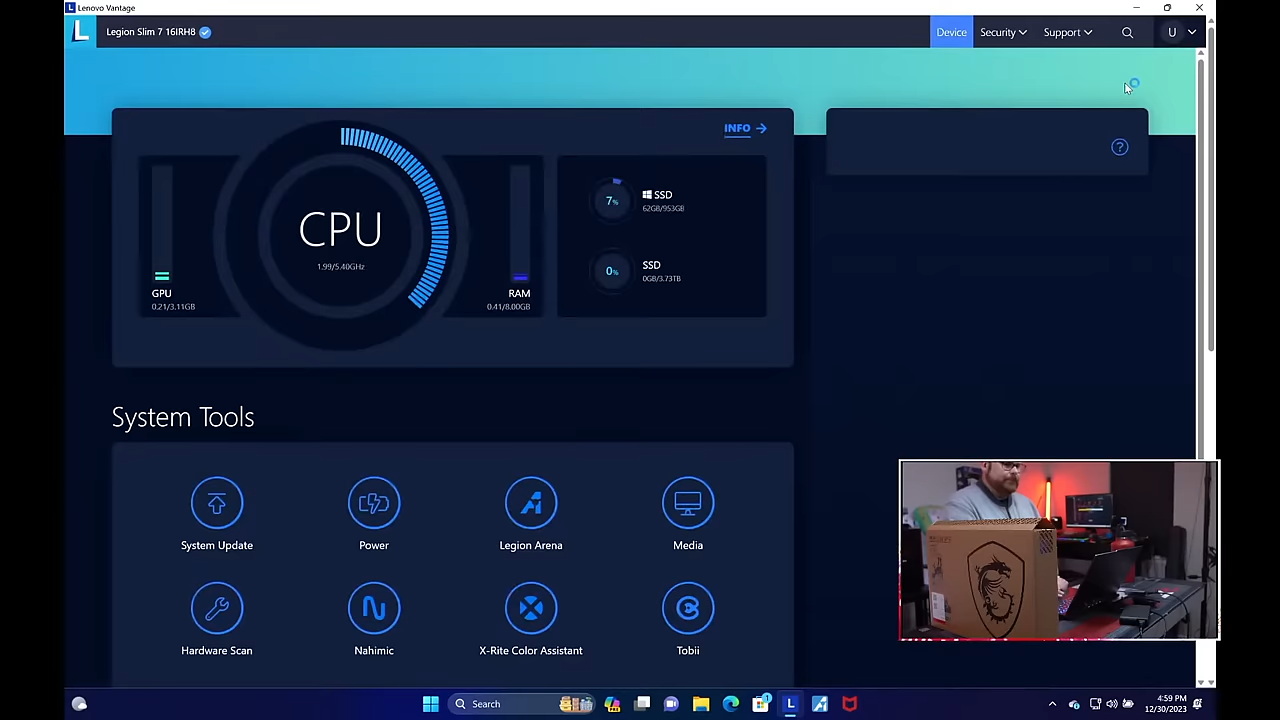 Lenovo Vantage
Legion Slim 7 16IRH8
Device
Security
Support
U
INFO
CPU
1.99/5.40GHz
GPU
0.21/3.11GB
RAM
0.41/8.00GB
7%
SSD
62GB/953GB
0%
SSD
0GB/3.73TB
System Tools
System Update
Power
Legion Arena
Media
Hardware Scan
Nahimic
X-Rite Color Assistant
Tobii
Search
4:59 PM
12/30/2023